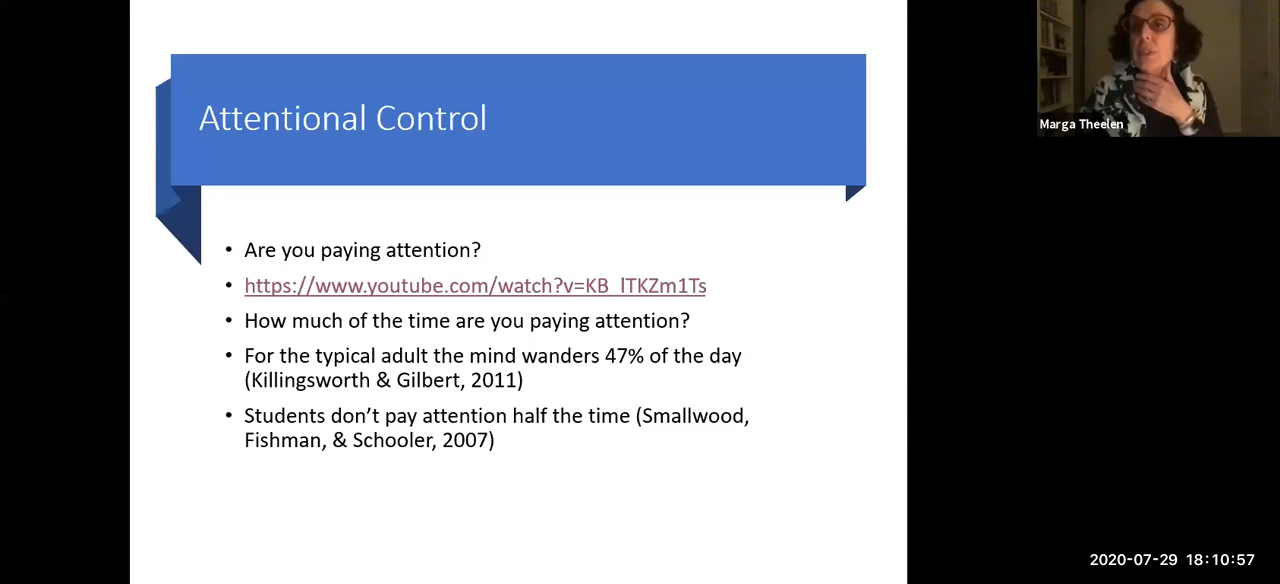 Attentional Control
• Are you paying attention?
• https://www.youtube.com/watch?v=KB_lTKZm1Ts
• How much of the time are you paying attention?
• For the typical adult the mind wanders 47% of the day
(Killingsworth & Gilbert, 2011)
• Students don’t pay attention half the time (Smallwood,
Fishman, & Schooler, 2007)
Marga Theelen
2020-07-29 18:10:57